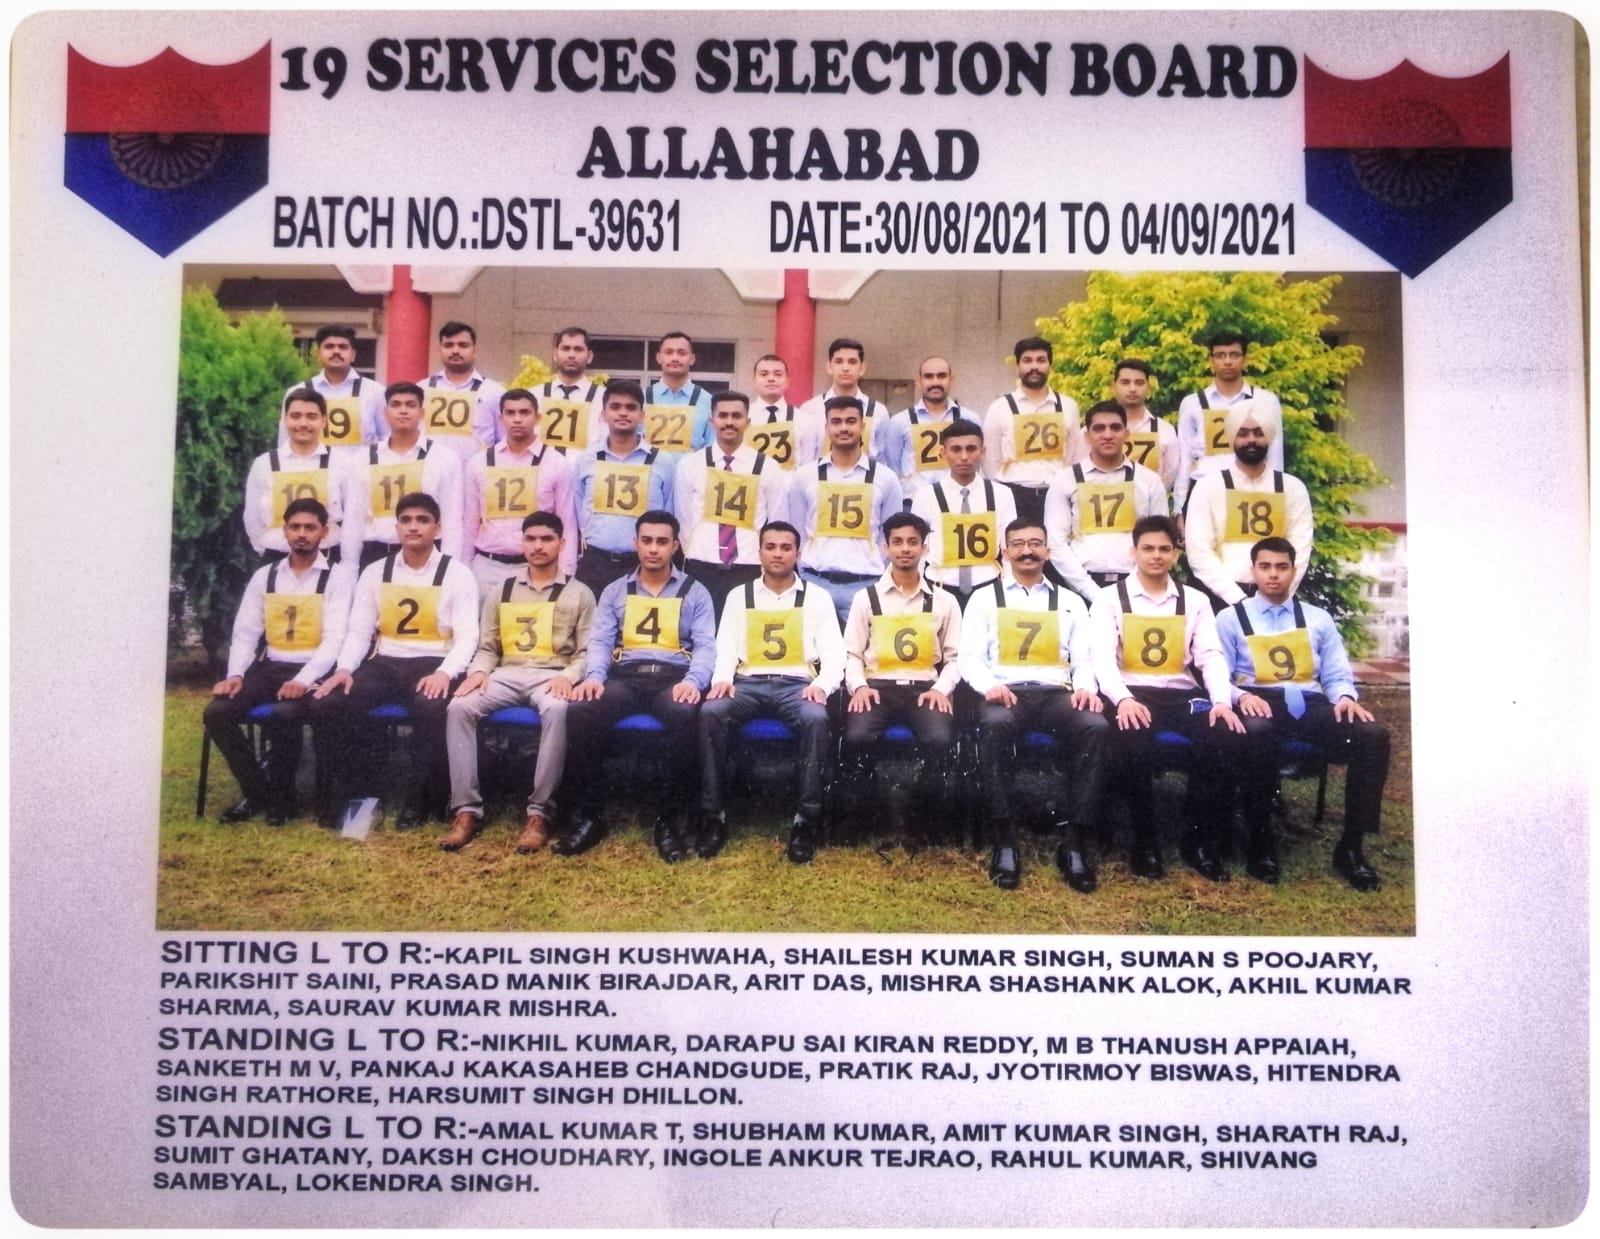 19 SERVICES SELECTION BOARD
ALLAHABAD
BATCH NO.:DSTL-39631 DATE:30/08/2021 TO 04/09/2021
19 20 21 22 23 26 27
10 11 12 13 14 15 16 17 18
1 2 3 4 5 6 7 8 9
SITTING L TO R:-KAPIL SINGH KUSHWAHA, SHAILESH KUMAR SINGH, SUMAN S POOJARY,
PARIKSHIT SAINI, PRASAD MANIK BIRAJDAR, ARIT DAS, MISHRA SHASHANK ALOK, AKHIL KUMAR
SHARMA, SAURAV KUMAR MISHRA.
STANDING L TO R:-NIKHIL KUMAR, DARAPU SAI KIRAN REDDY, M B THANUSH APPAIAH,
SANKETH M V, PANKAJ KAKASAHEB CHANDGUDE, PRATIK RAJ, JYOTIRMOY BISWAS, HITENDRA
SINGH RATHORE, HARSUMIT SINGH DHILLON.
STANDING L TO R:-AMAL KUMAR T, SHUBHAM KUMAR, AMIT KUMAR SINGH, SHARATH RAJ,
SUMIT GHATANY, DAKSH CHOUDHARY, INGOLE ANKUR TEJRAO, RAHUL KUMAR, SHIVANG
SAMBYAL, LOKENDRA SINGH.